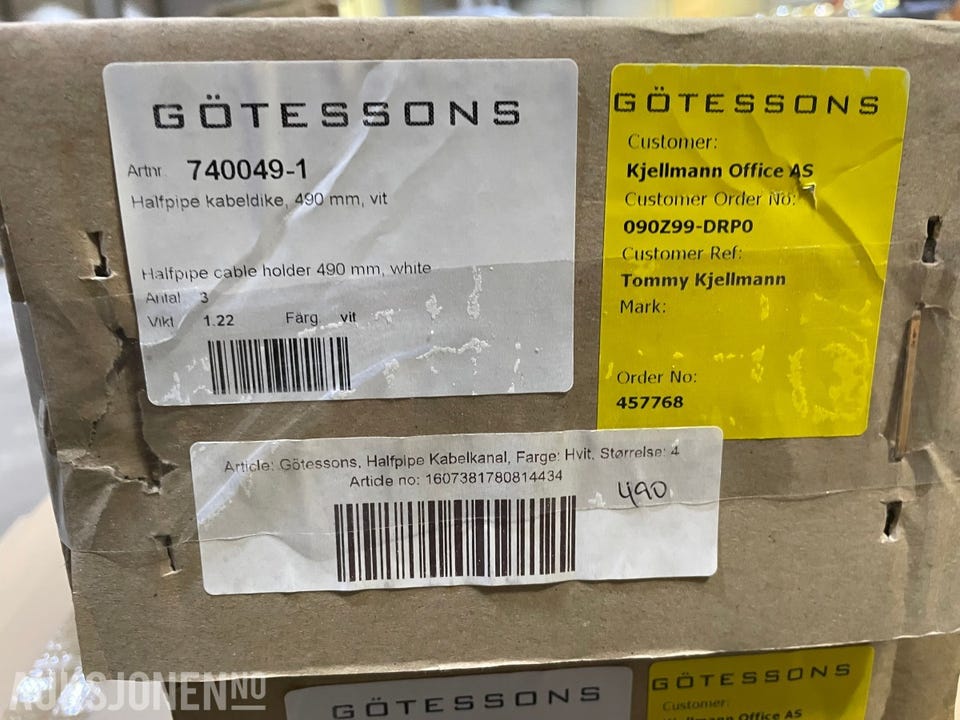 GÖTESSONS
Artnr. 740049-1
Halfpipe kabeldike, 490 mm, vit
Halfpipe cable holder 490 mm, white
Antal 3
Vikt 1.22 Färg vit
GÖTESSONS
Customer:
Kjellmann Office AS
Customer Order No:
090Z99-DRP0
Customer Ref:
Tommy Kjellmann
Mark:
Order No:
457768
Article: Götessons, Halfpipe Kabelkanal, Farge: Hvit, Størrelse: 4
Article no: 1607381780814434
490
GÖTESSONS
GÖTESSONS
Customer:
Kjellmann Office AS
AUKSJONEN.NO